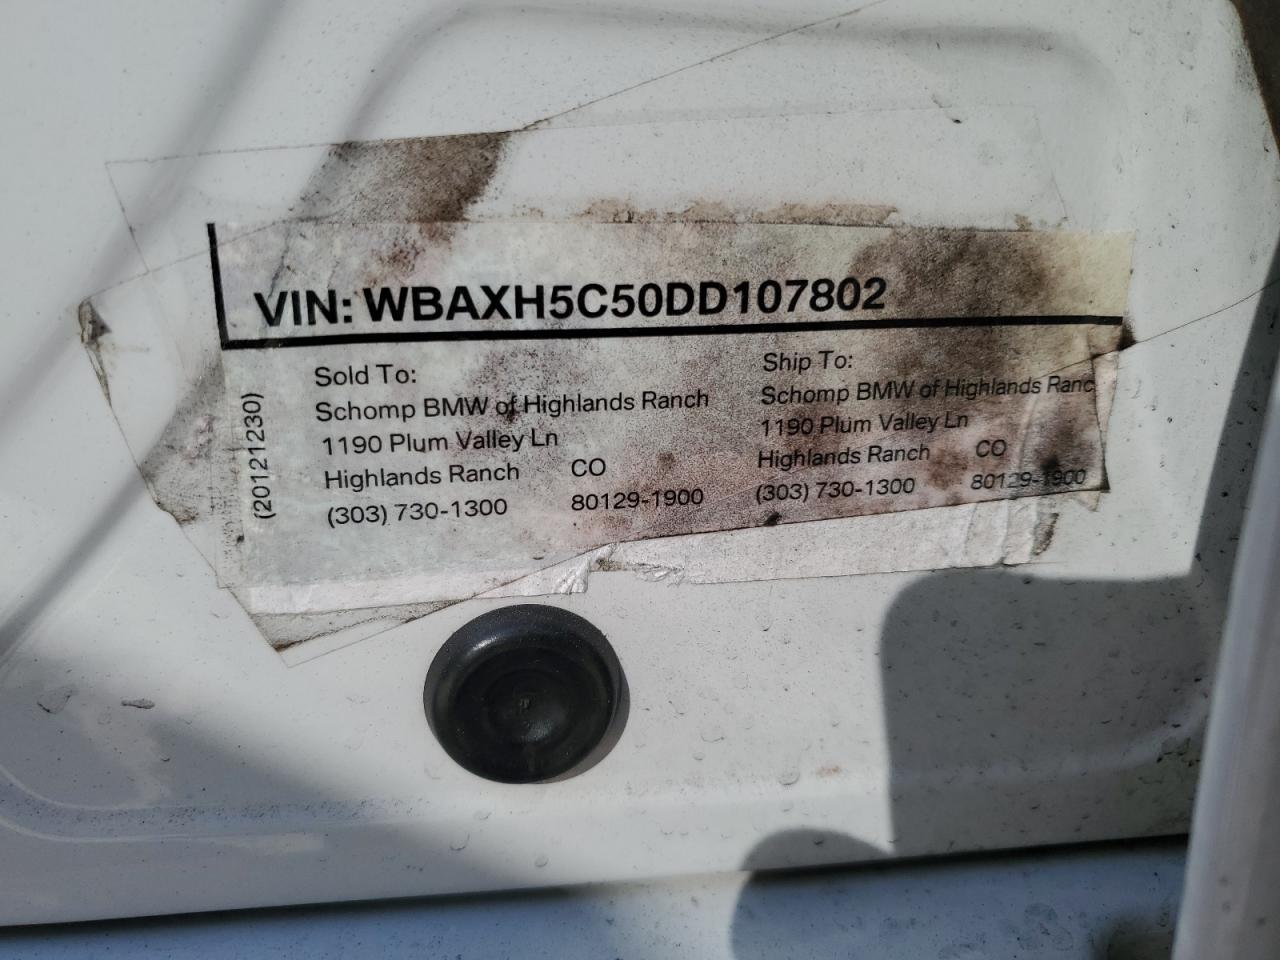 VIN: WBAXH5C50DD107802
(20121230)
Sold To:
Schomp BMW of Highlands Ranch
1190 Plum Valley Ln
Highlands Ranch CO
(303) 730-1300 80129-1900
Ship To:
Schomp BMW of Highlands Ranc
1190 Plum Valley Ln
Highlands Ranch CO
(303) 730-1300 80129-1900